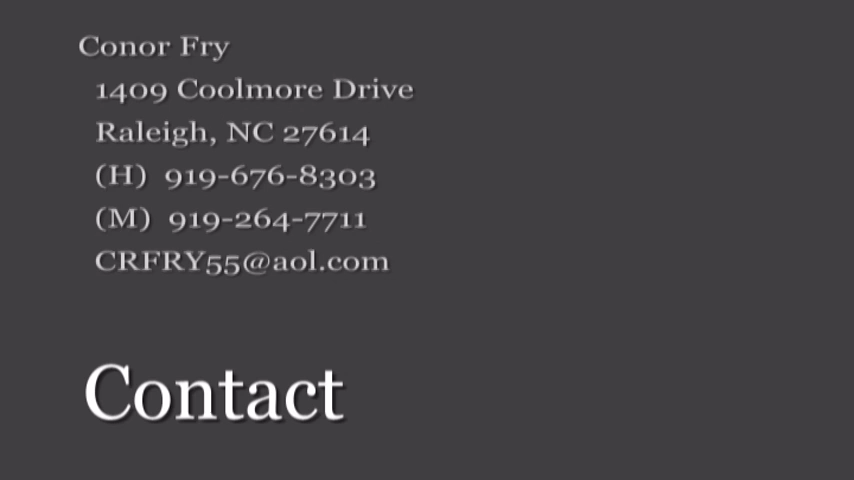 Conor Fry
1409 Coolmore Drive
Raleigh, NC 27614
(H) 919-676-8303
(M) 919-264-7711
CRFRY55@aol.com
Contact